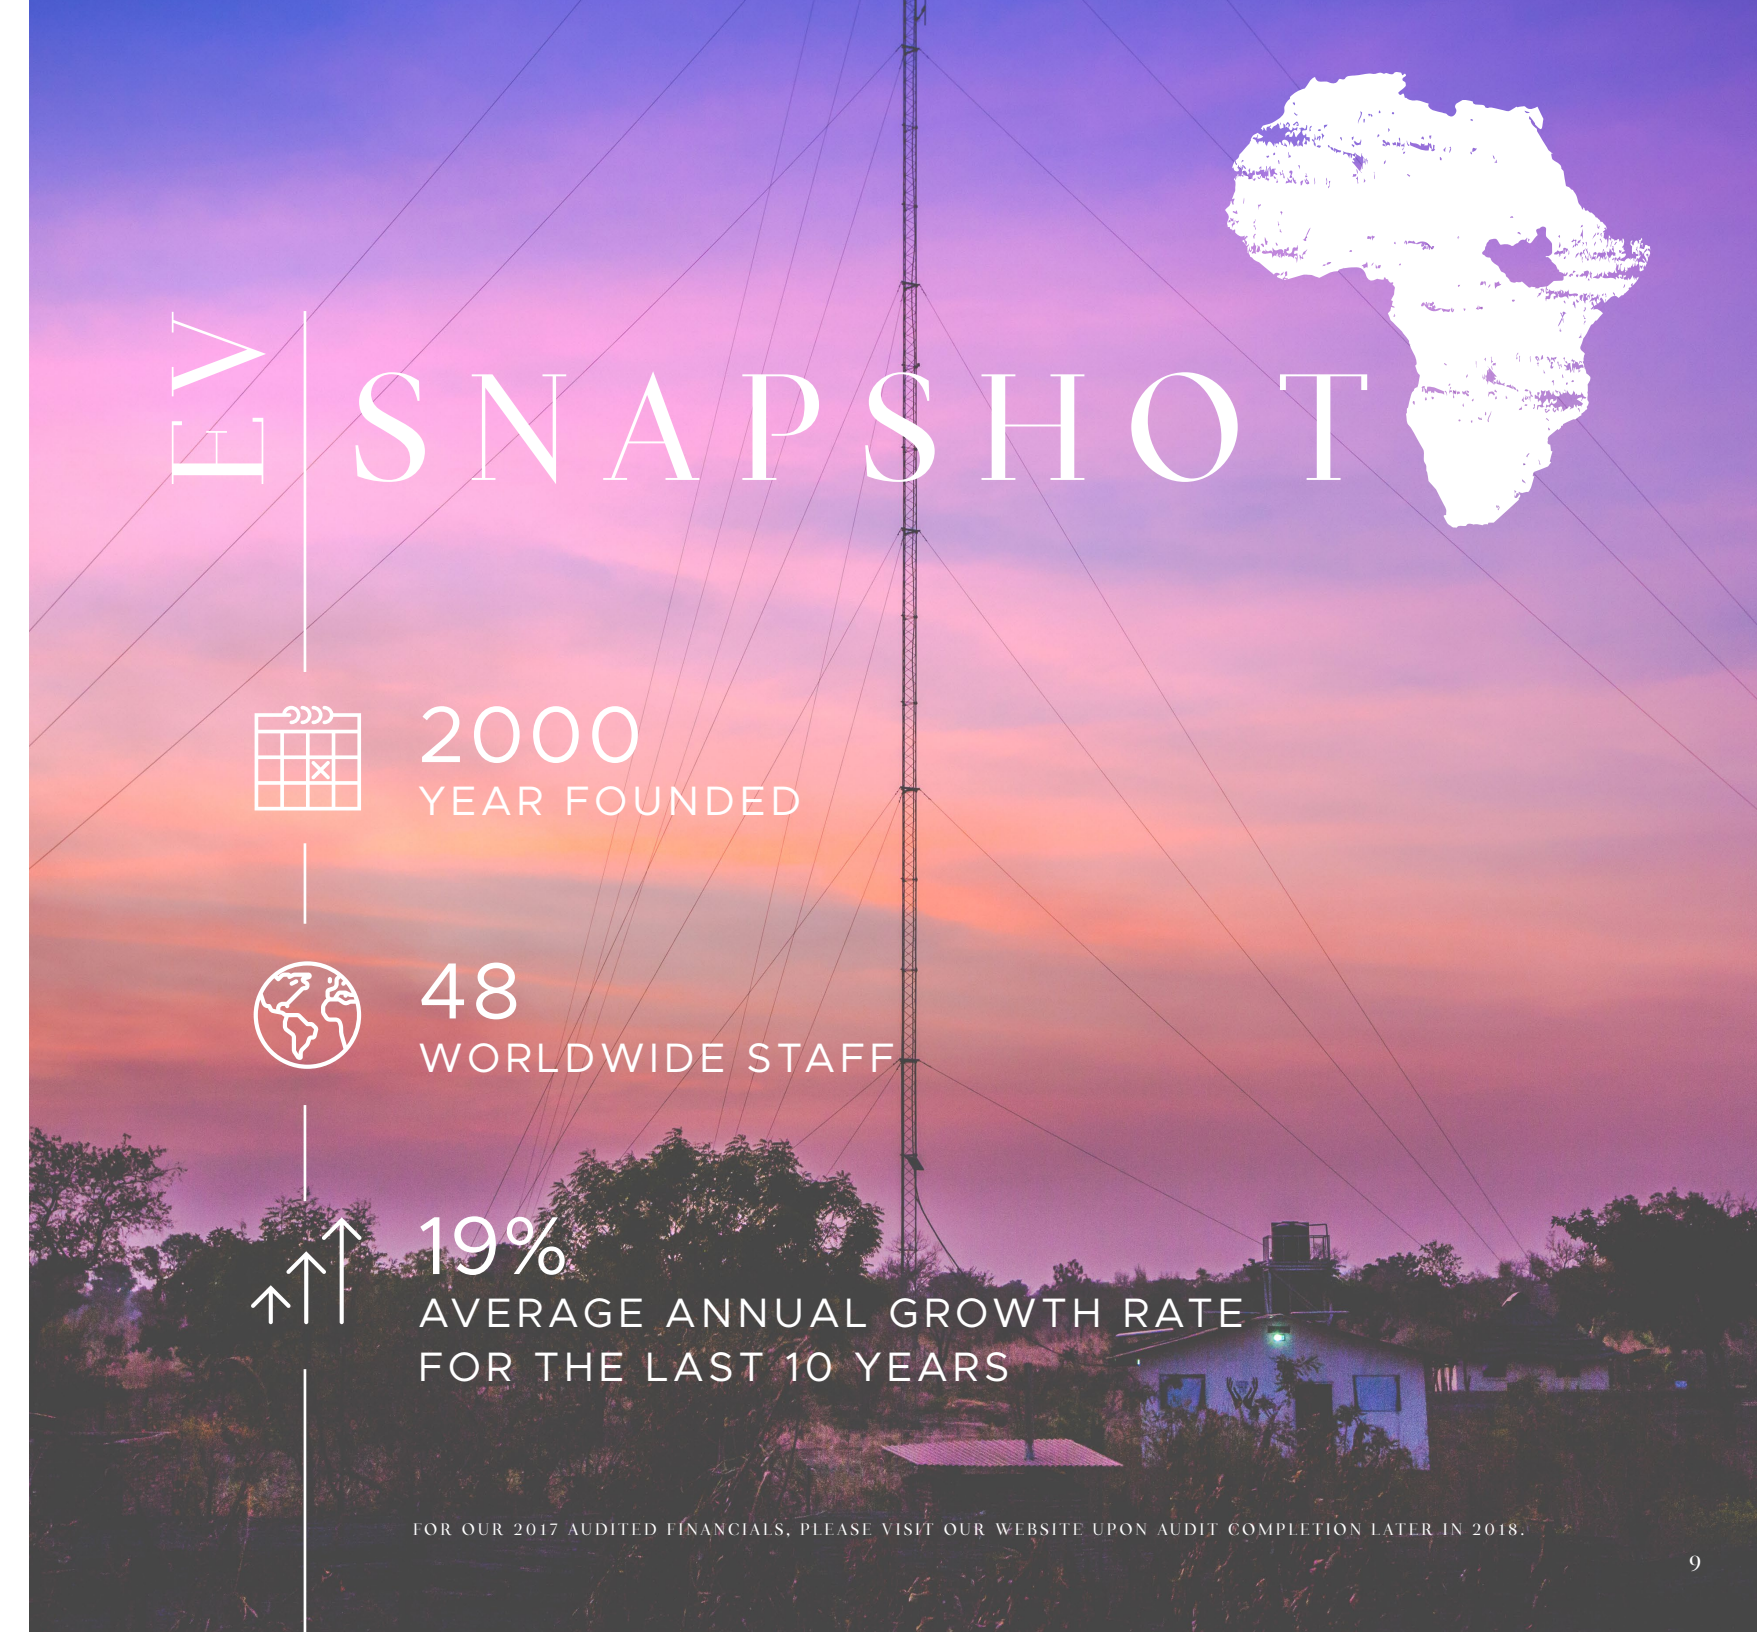 EV
SNAPSHOT
2000
YEAR FOUNDED
48
WORLDWIDE STAFF
19%
AVERAGE ANNUAL GROWTH RATE
FOR THE LAST 10 YEARS
FOR OUR 2017 AUDITED FINANCIALS, PLEASE VISIT OUR WEBSITE UPON AUDIT COMPLETION LATER IN 2018.
9